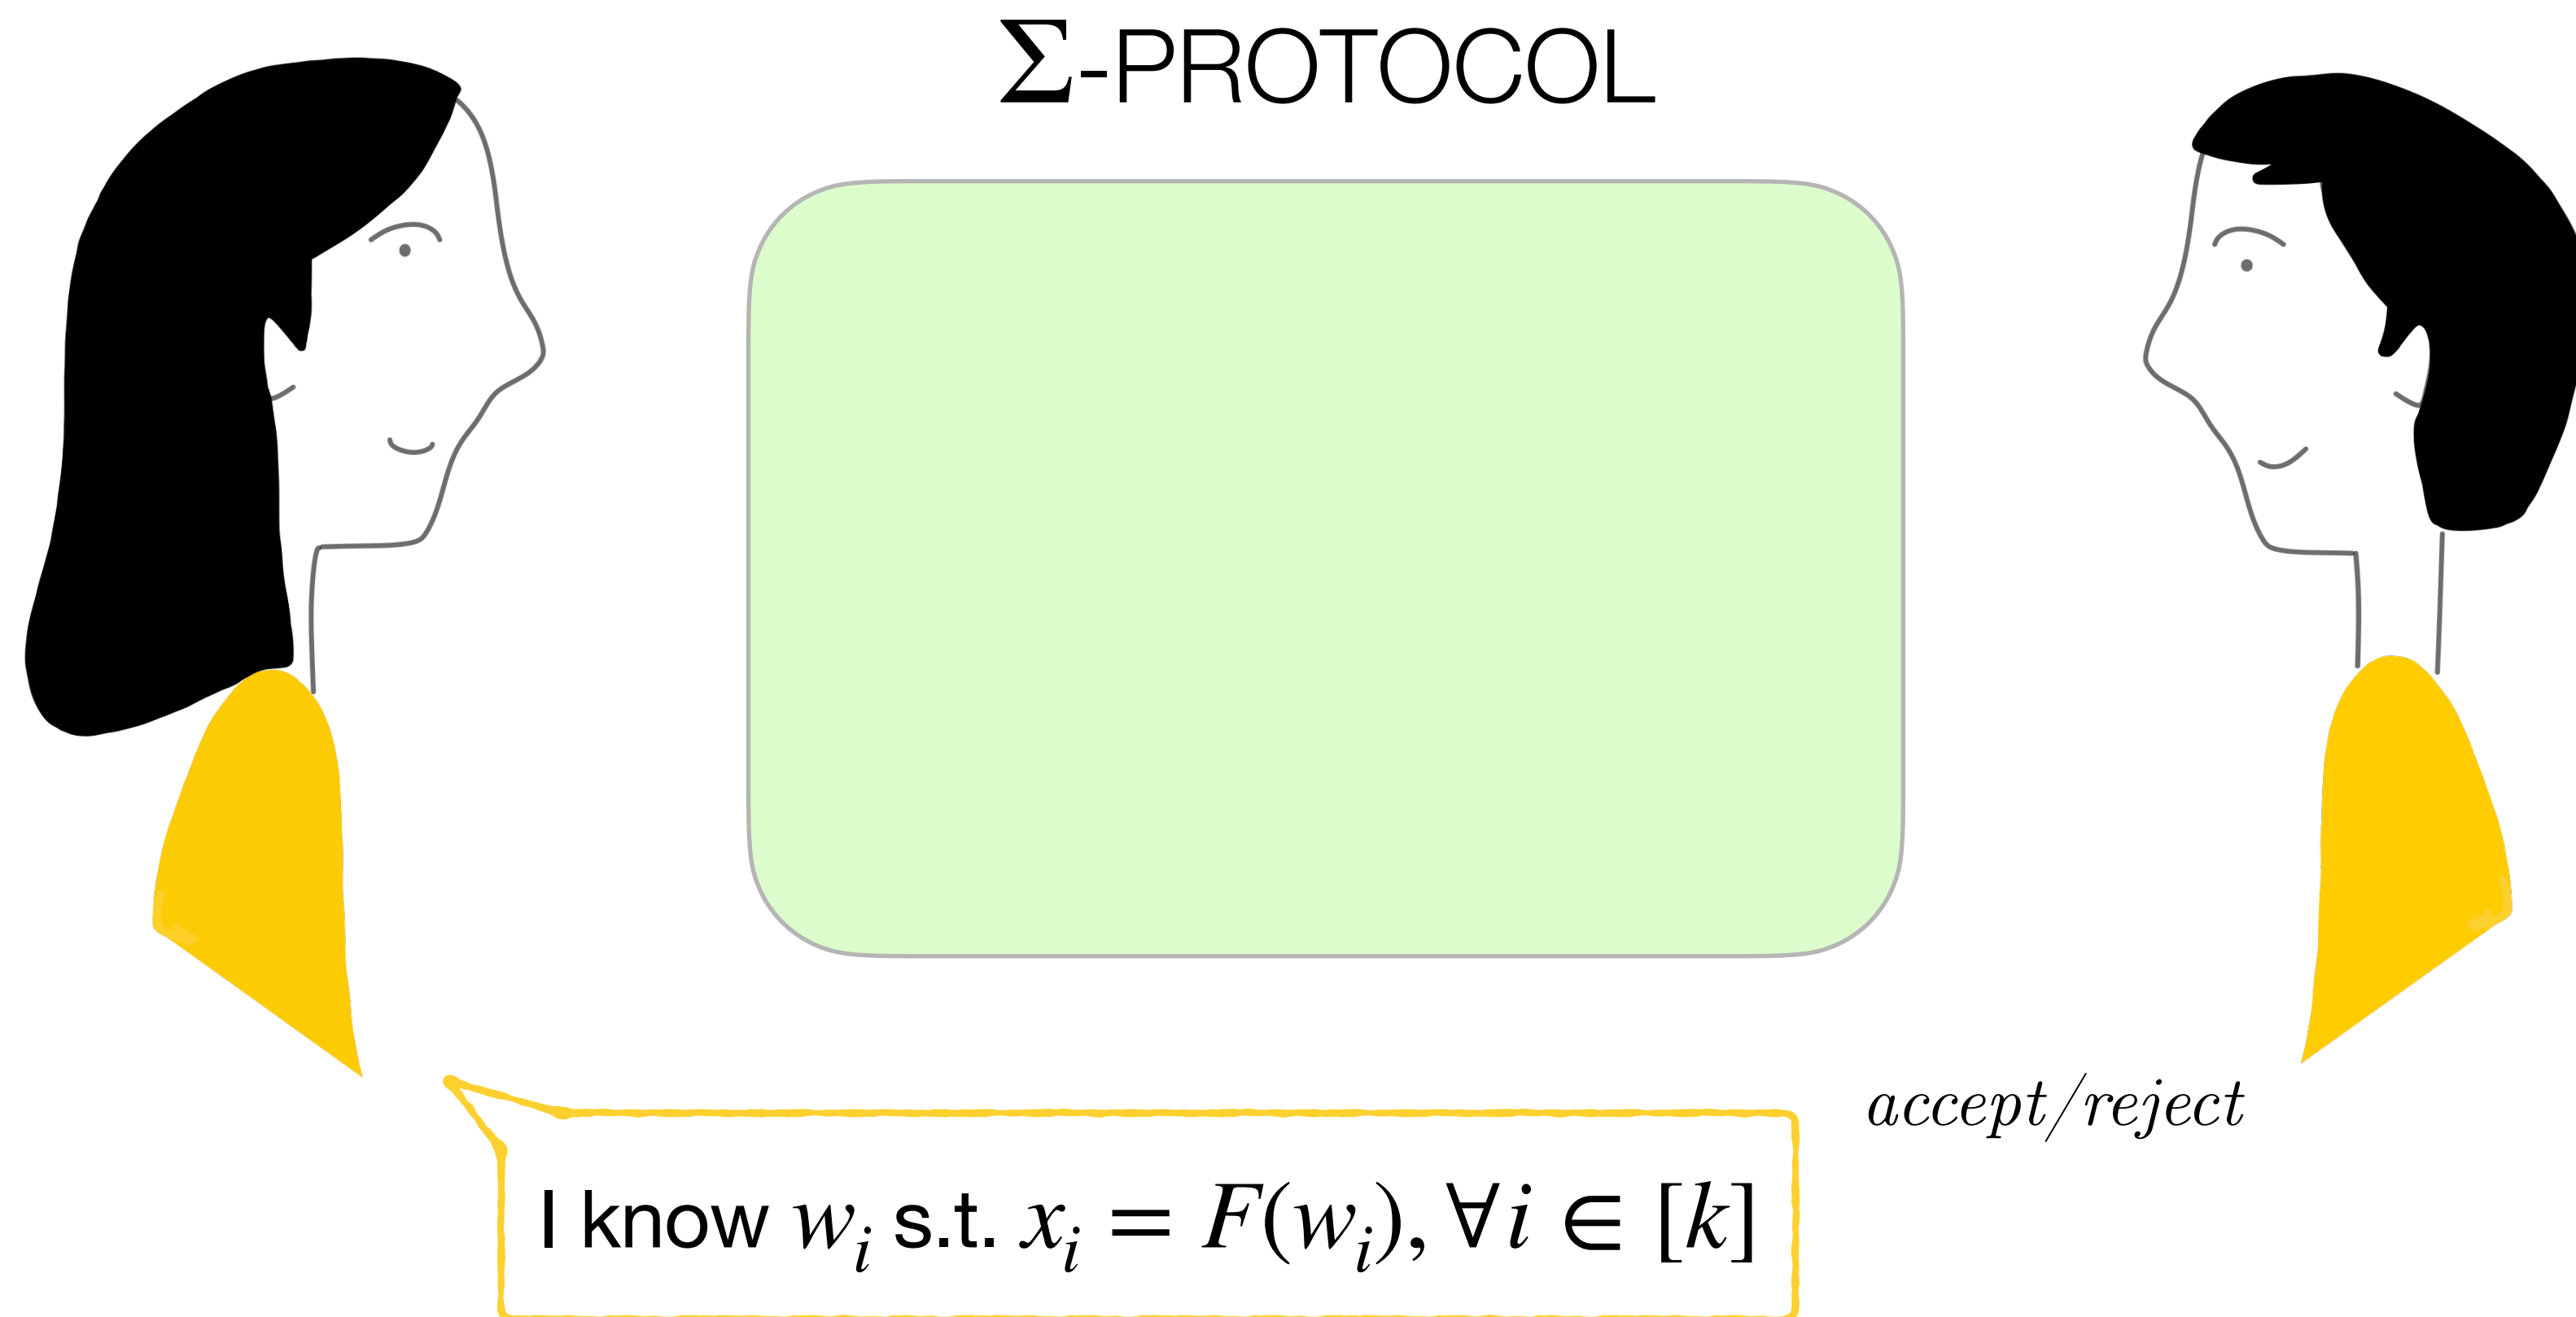 Σ-PROTOCOL
accept/reject
I know wᵢ s.t. xᵢ = F(wᵢ), ∀i ∈ [k]